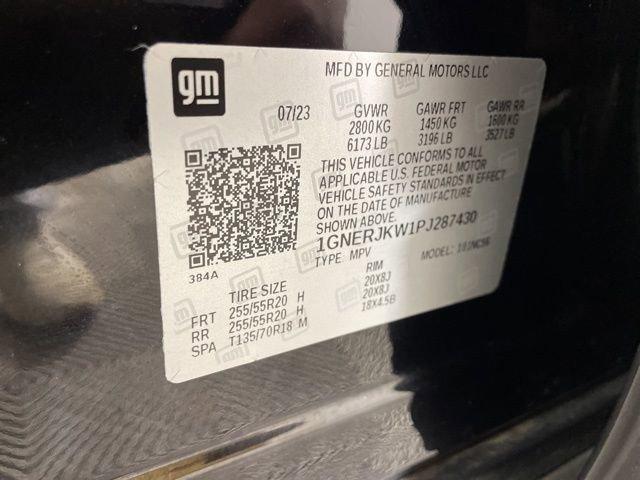 gm
MFD BY GENERAL MOTORS LLC
07/23 GVWR GAWR FRT GAWR RR
2800 KG 1450 KG 1600 KG
6173 LB 3196 LB 3527 LB
THIS VEHICLE CONFORMS TO ALL
APPLICABLE U.S. FEDERAL MOTOR
VEHICLE SAFETY STANDARDS IN EFFECT
ON THE DATE OF MANUFACTURE
SHOWN ABOVE.
1GNERJKW1PJ287430
TYPE: MPV MODEL: 1B1NC56
384A
TIRE SIZE RIM
FRT 255/55R20 H 20X8J
RR 255/55R20 H 20X8J
SPA T135/70R18 M 18X4.5B